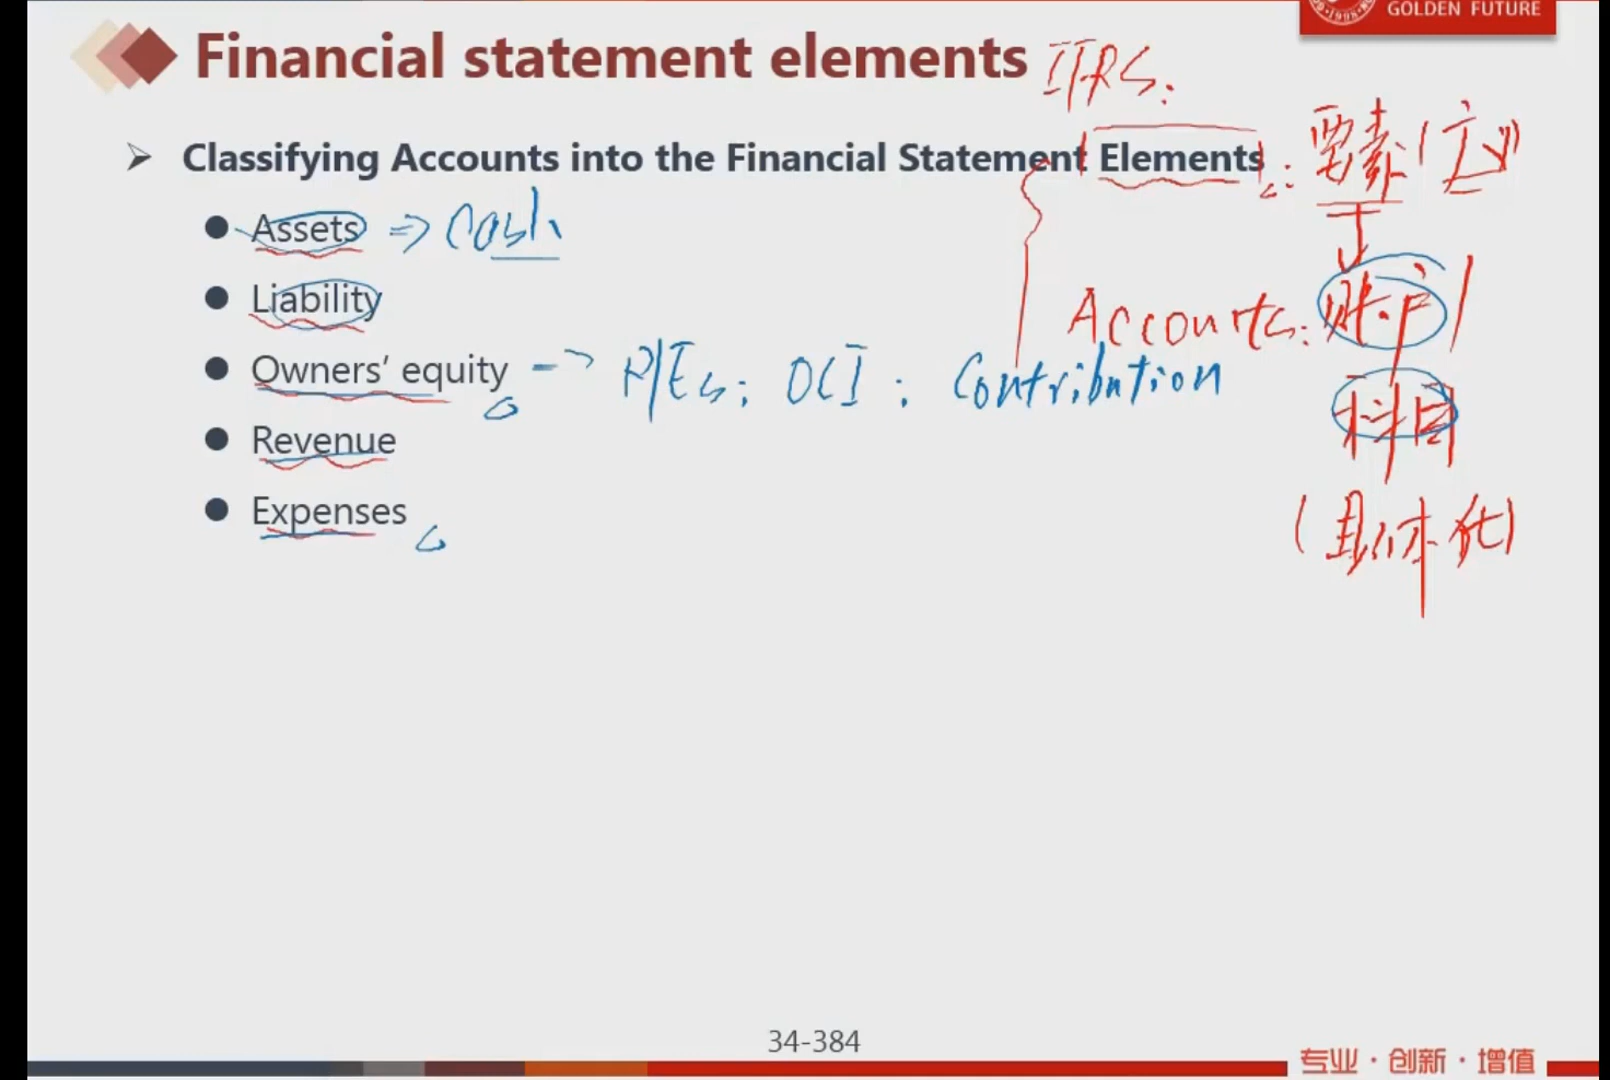 GOLDEN FUTURE
Financial statement elements
IFRS:
Classifying Accounts into the Financial Statement Elements : 要素(定义)
Assets => Cash
Liability
Accounts: 账户/
Owners' equity -> R/Es; OCI; Contribution
科目
Revenue
Expenses
(具体化)
34-384
专业·创新·增值